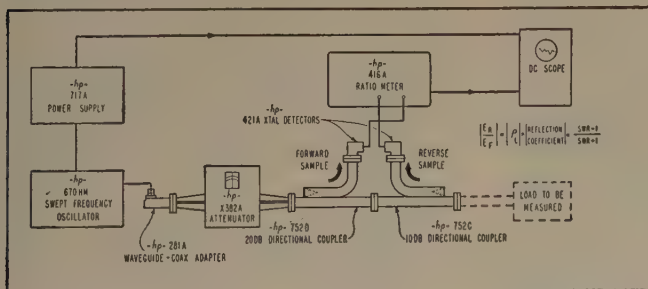 -hp-
717A
POWER SUPPLY
-hp-
416A
RATIO METER
DC SCOPE
-hp-
421A XTAL DETECTORS
FORWARD
SAMPLE
REVERSE
SAMPLE
|E_R/E_F| = |ρ_L| = |REFLECTION COEFFICIENT| = SWR-1/SWR+1
-hp-
670HM
SWEPT FREQUENCY
OSCILLATOR
-hp-
X382A
ATTENUATOR
LOAD TO BE
MEASURED
-hp- 281A
WAVEGUIDE-COAX ADAPTER
-hp- 752D
20DB DIRECTIONAL COUPLER
-hp- 752C
10DB DIRECTIONAL COUPLER